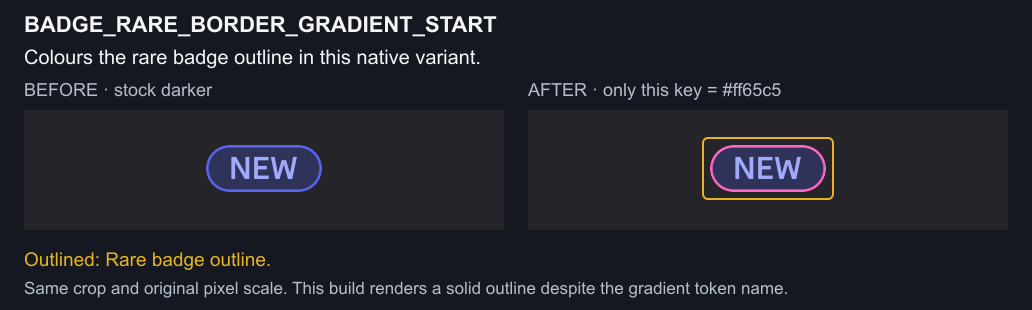 BADGE_RARE_BORDER_GRADIENT_START
Colours the rare badge outline in this native variant.
BEFORE · stock darker
AFTER · only this key = #ff65c5
NEW
NEW
Outlined: Rare badge outline.
Same crop and original pixel scale. This build renders a solid outline despite the gradient token name.